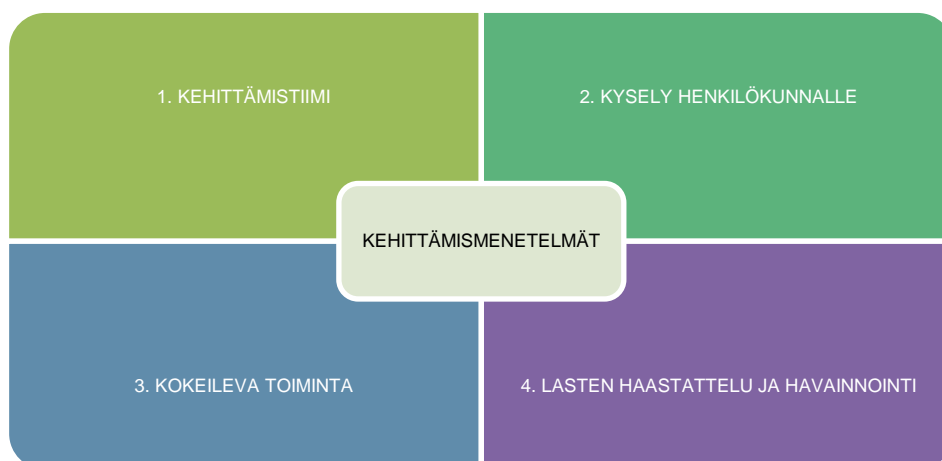 1. KEHITTÄMISTIIMI
2. KYSELY HENKILÖKUNNALLE
KEHITTÄMISMENETELMÄT
3. KOKEILEVA TOIMINTA
4. LASTEN HAASTATTELU JA HAVAINNOINTI